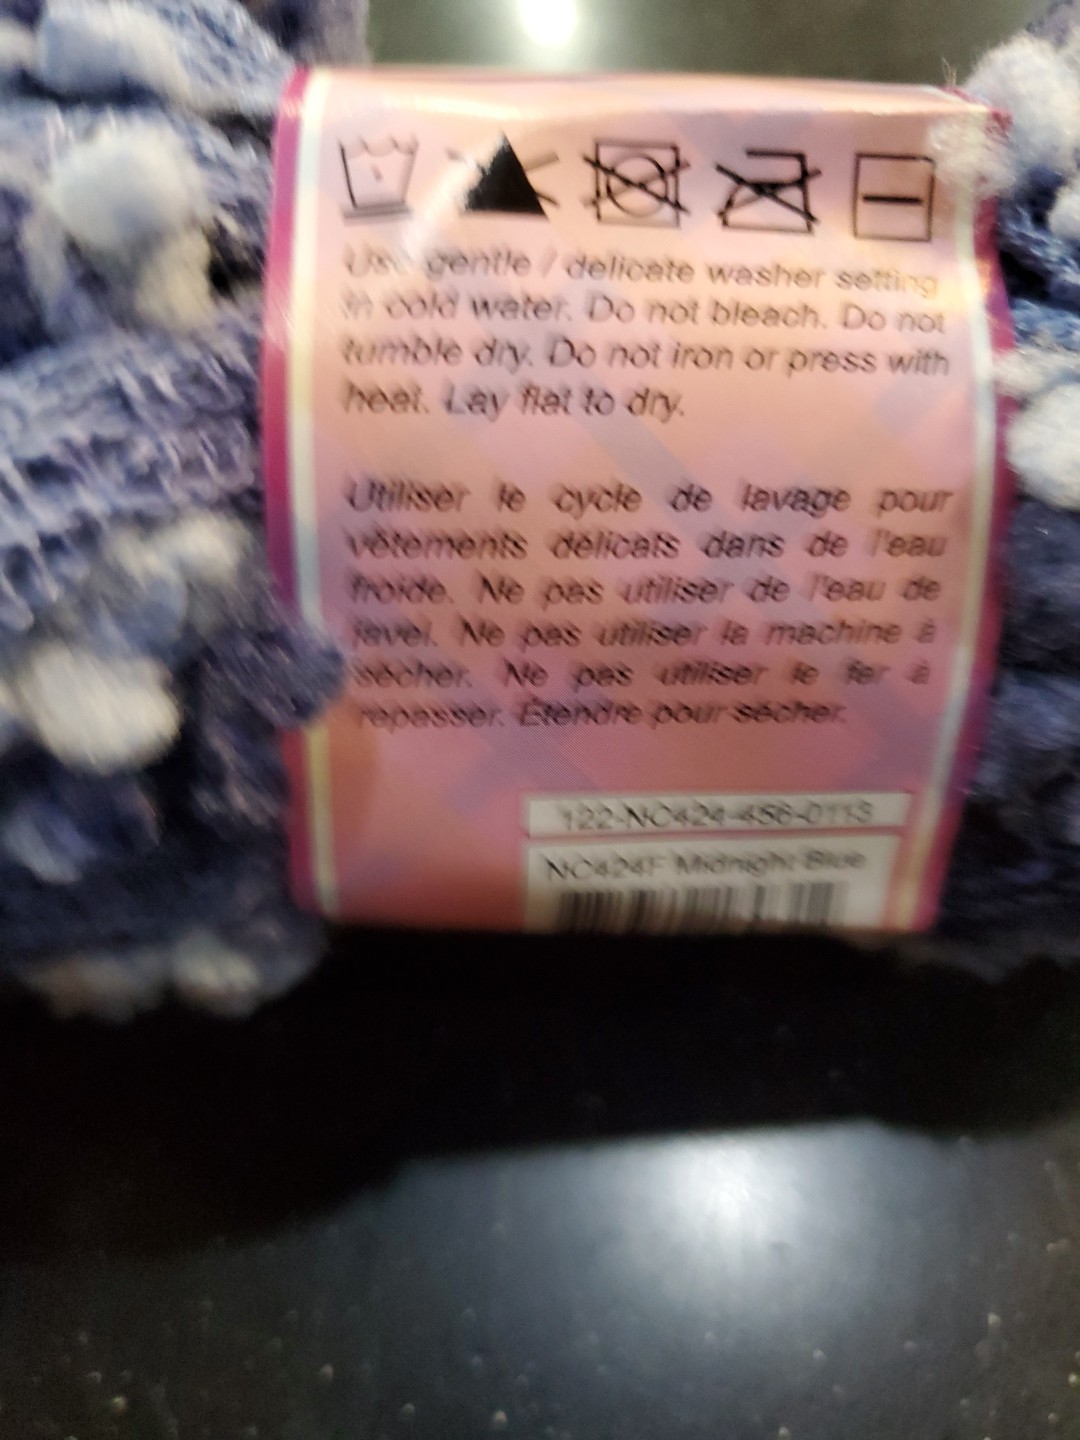 Use gentle / delicate washer setting
in cold water. Do not bleach. Do not
tumble dry. Do not iron or press with
heat. Lay flat to dry.
Utiliser le cycle de lavage pour
vêtements délicats dans de l'eau
froide. Ne pas utiliser de l'eau de
javel. Ne pas utiliser la machine à
sécher. Ne pas utiliser le fer à
repasser. Étendre pour sécher.
122-NC424-456-0113
NC424F Midnight Blue